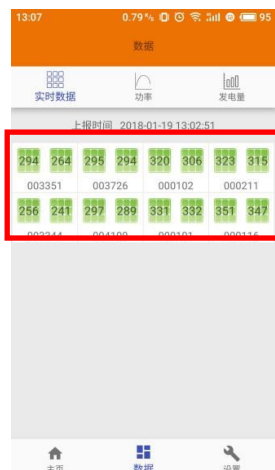 13:07 0.79 K/s 95
数据
实时数据 功率 发电量
上报时间 2018-01-19 13:02:51
294 264 295 294 320 306 323 315
003351 003726 000102 000211
256 241 297 289 331 332 351 347
主页 数据 设置